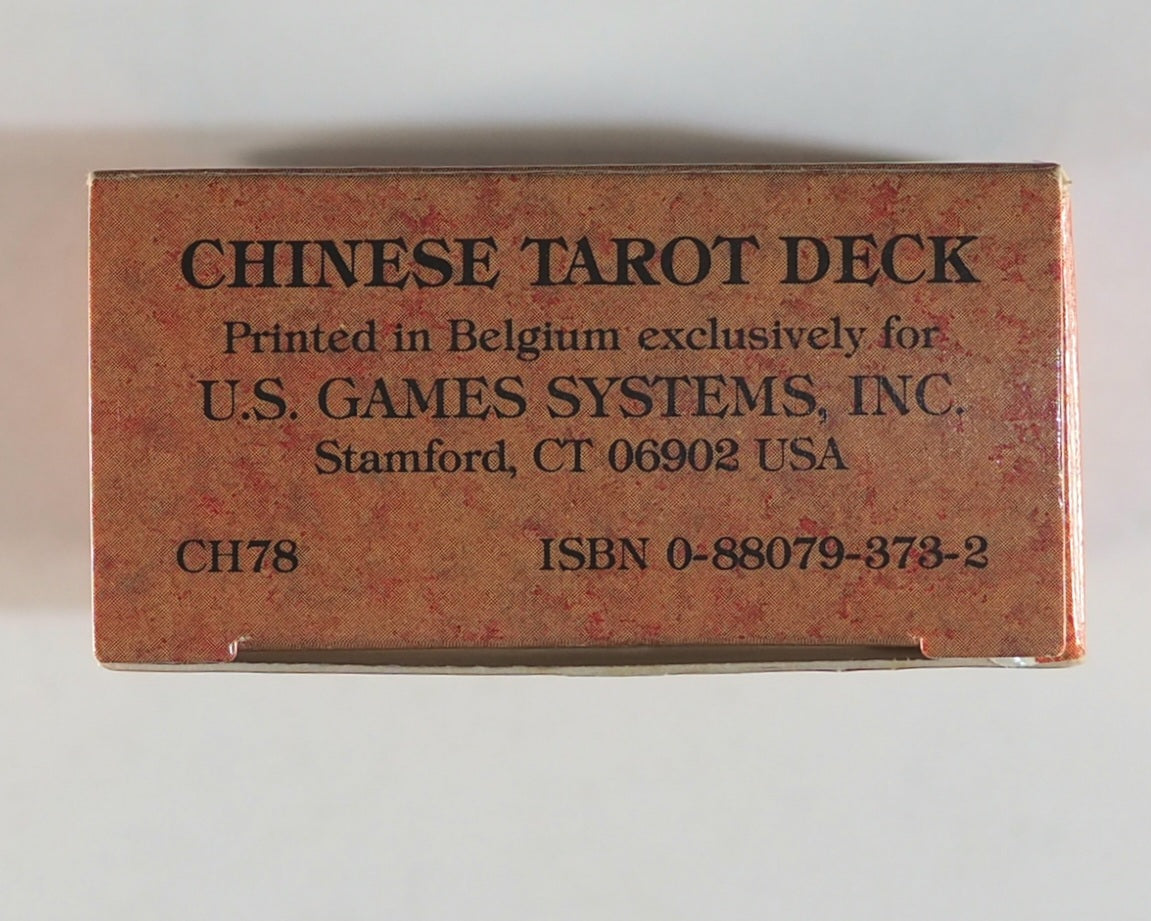 CHINESE TAROT DECK
Printed in Belgium exclusively for
U.S. GAMES SYSTEMS, INC.
Stamford, CT 06902 USA
CH78 ISBN 0-88079-373-2